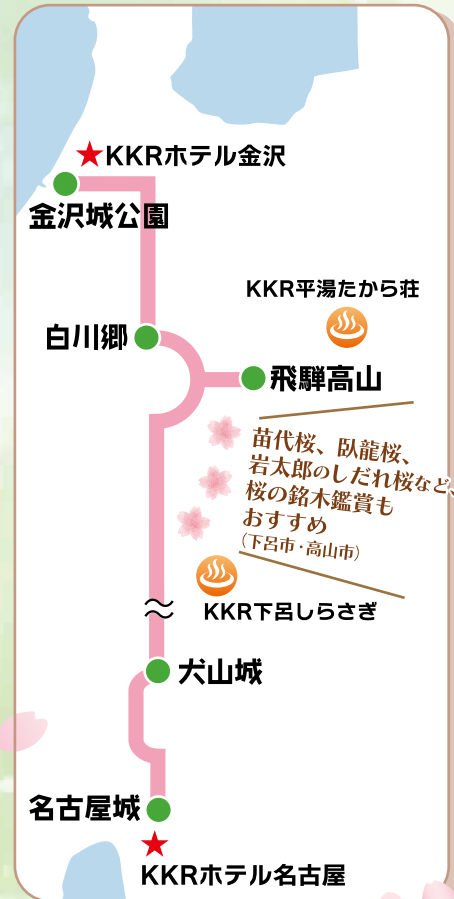 ★KKRホテル金沢
金沢城公園
KKR平湯たから荘
白川郷
飛騨高山
苗代桜、臥龍桜、
岩太郎のしだれ桜など、
桜の銘木鑑賞も
おすすめ
(下呂市・高山市)
KKR下呂しらさぎ
犬山城
名古屋城
★
KKRホテル名古屋